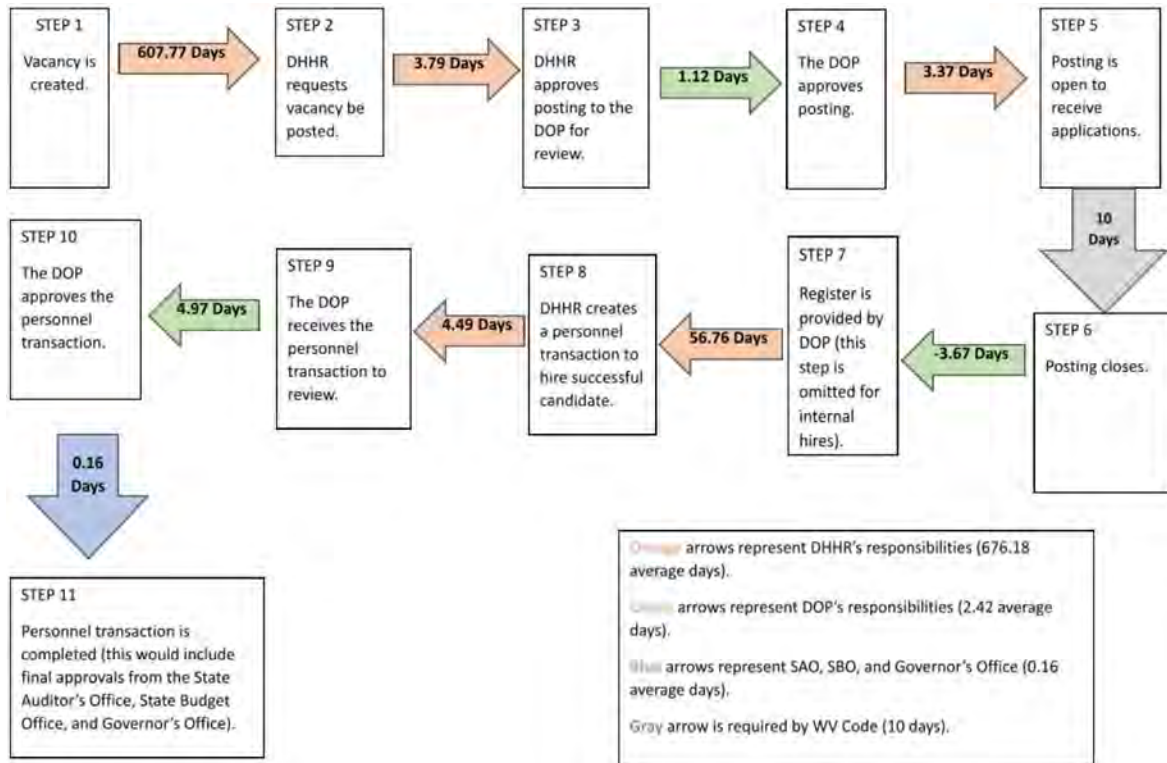 STEP 1
Vacancy is
created.
607.77 Days
STEP 2
DHHR
requests
vacancy be
posted.
3.79 Days
STEP 3
DHHR
approves
posting to the
DOP for
review.
1.12 Days
STEP 4
The DOP
approves
posting.
3.37 Days
STEP 5
Posting is
open to
receive
applications.
10
Days
STEP 6
Posting closes.
-3.67 Days
STEP 7
Register is
provided by
DOP (this
step is
omitted for
internal
hires).
56.76 Days
STEP 8
DHHR creates
a personnel
transaction to
hire successful
candidate.
4.49 Days
STEP 9
The DOP
receives the
personnel
transaction to
review.
4.97 Days
STEP 10
The DOP
approves the
personnel
transaction.
0.16
Days
STEP 11
Personnel transaction is
completed (this would include
final approvals from the State
Auditor's Office, State Budget
Office, and Governor's Office).
Orange arrows represent DHHR's responsibilities (676.18
average days).
Green arrows represent DOP's responsibilities (2.42 average
days).
Blue arrows represent SAO, SBO, and Governor's Office (0.16
average days).
Gray arrow is required by WV Code (10 days).